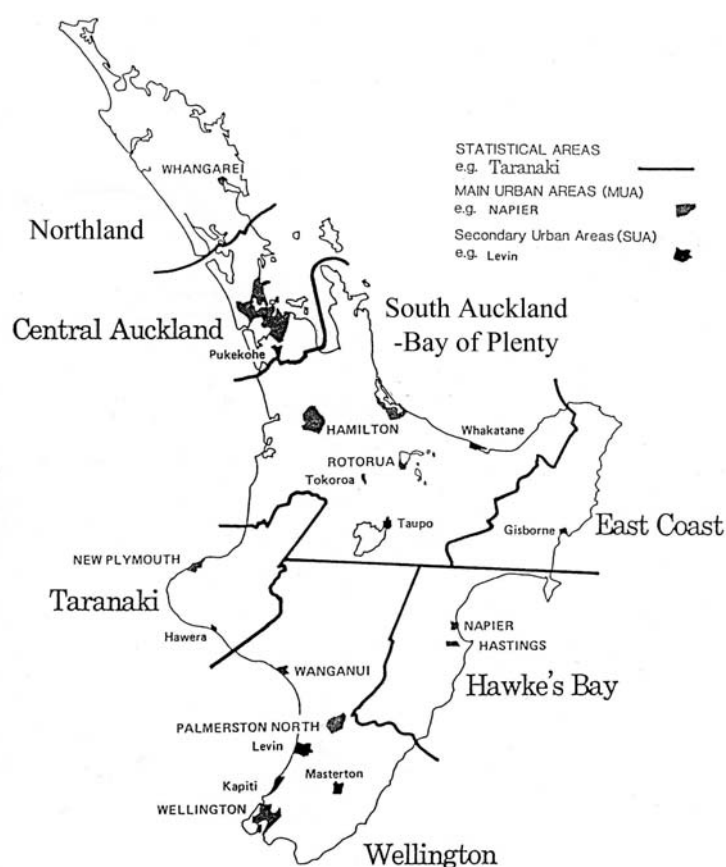 WHANGAREI
STATISTICAL AREAS
e.g. Taranaki
MAIN URBAN AREAS (MUA)
e.g. NAPIER
Secondary Urban Areas (SUA)
e.g. Levin
Northland
Central Auckland
South Auckland
-Bay of Plenty
Pukekohe
HAMILTON
Whakatane
ROTORUA
Tokoroa
Taupo
Gisborne
East Coast
NEW PLYMOUTH
Taranaki
Hawera
NAPIER
HASTINGS
WANGANUI
Hawke's Bay
PALMERSTON NORTH
Levin
Kapiti
Masterton
WELLINGTON
Wellington